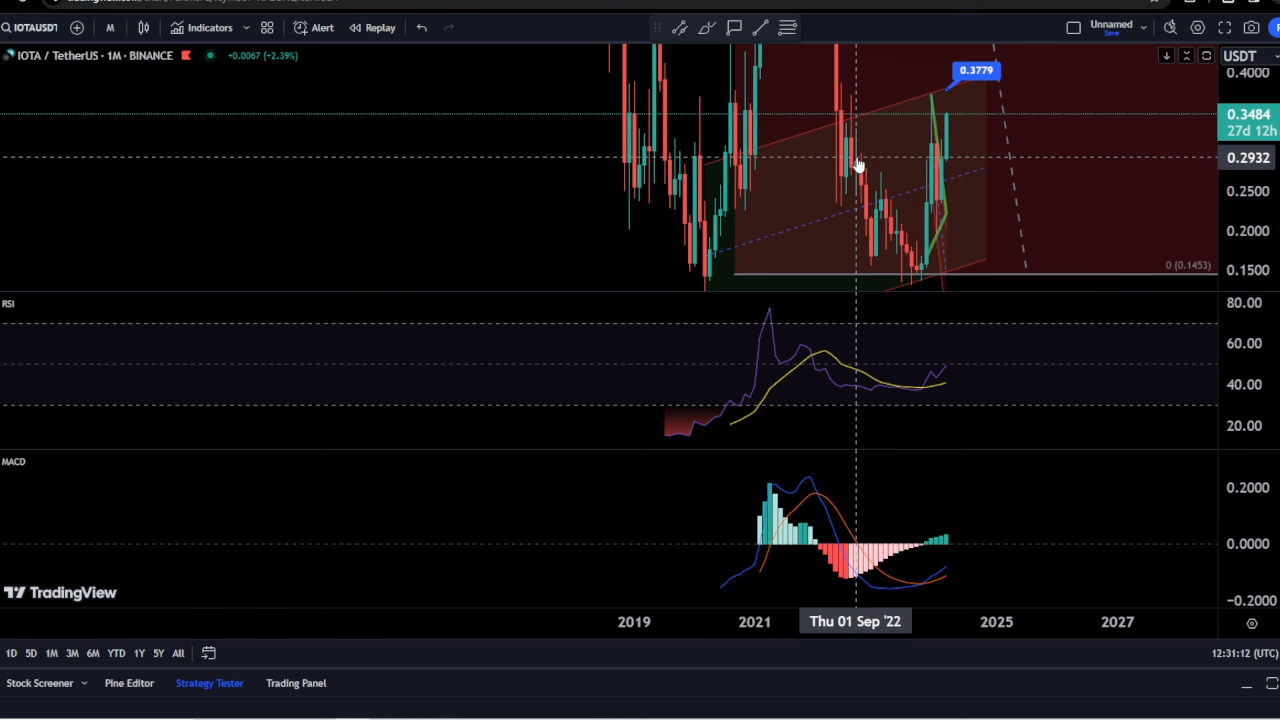 IOTAUSDT
M
Indicators
Alert
Replay
Unnamed
Save
IOTA / TetherUS · 1M · BINANCE
+0.0067 (+2.39%)
USDT
0.3779
0.4000
0.3484
27d 12h
0.2932
0.2500
0.2000
0 (0.1453)
0.1500
RSI
80.00
60.00
40.00
20.00
MACD
0.2000
0.0000
−0.2000
TradingView
2019
2021
Thu 01 Sep '22
2025
2027
1D 5D 1M 3M 6M YTD 1Y 5Y All
12:31:12 (UTC)
Stock Screener
Pine Editor
Strategy Tester
Trading Panel